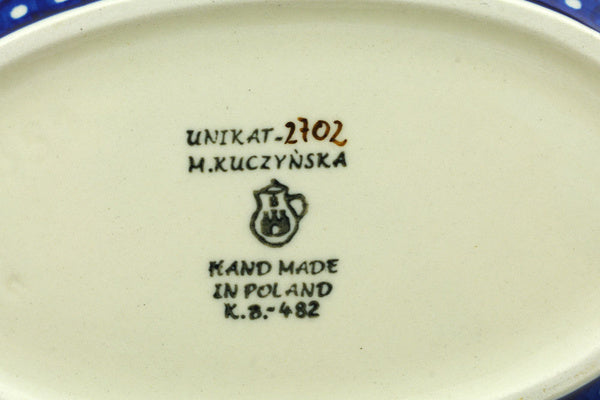 UNIKAT-2702
M.KUCZYŃSKA
HAND MADE
IN POLAND
K.B.-482